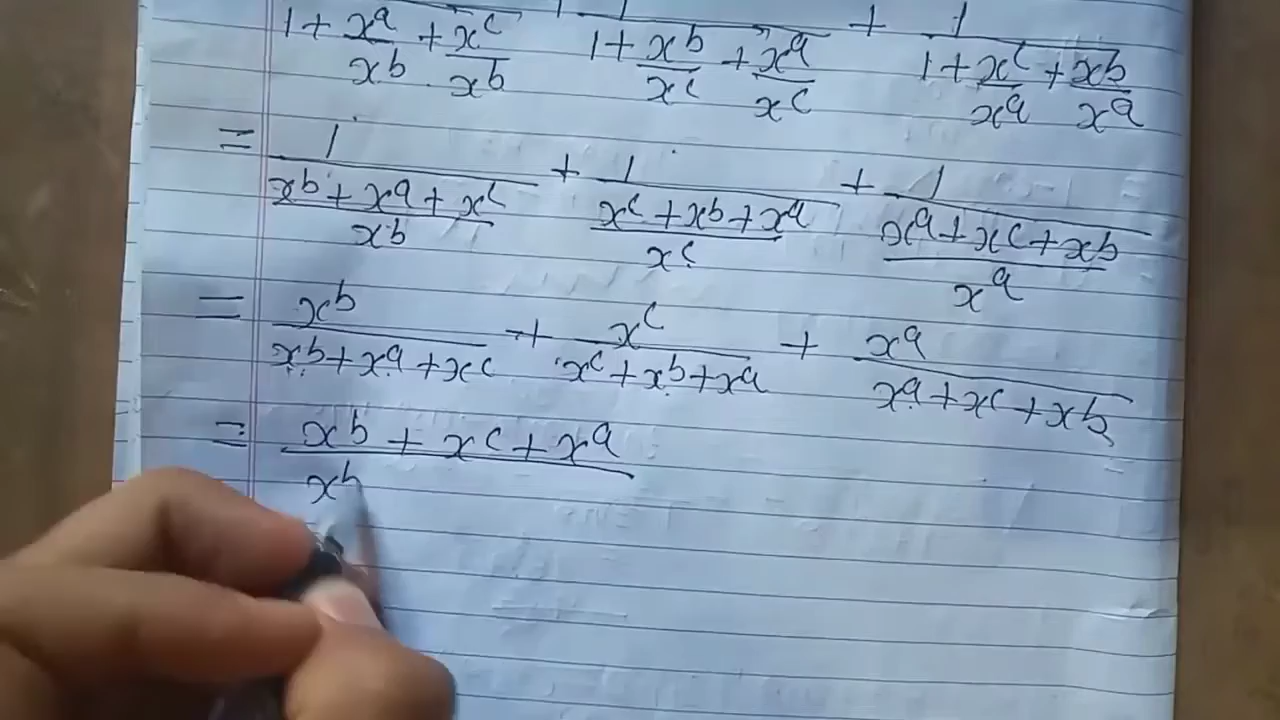 1 + x^a/x^b + x^c/x^b + 1/(1 + x^b/x^c + x^a/x^c) + 1/(1 + x^c/x^a + x^b/x^a)
= 1/((x^b + x^a + x^c)/x^b) + 1/((x^c + x^b + x^a)/x^c) + 1/((x^a + x^c + x^b)/x^a)
= x^b/(x^b + x^a + x^c) + x^c/(x^c + x^b + x^a) + x^a/(x^a + x^c + x^b)
= (x^b + x^c + x^a)/x^b